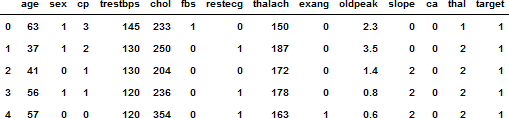 age sex cp trestbps chol fbs restecg thalach exang oldpeak slope ca thal target
0 63 1 3 145 233 1 0 150 0 2.3 0 0 1 1
1 37 1 2 130 250 0 1 187 0 3.5 0 0 2 1
2 41 0 1 130 204 0 0 172 0 1.4 2 0 2 1
3 56 1 1 120 236 0 1 178 0 0.8 2 0 2 1
4 57 0 0 120 354 0 1 163 1 0.6 2 0 2 1